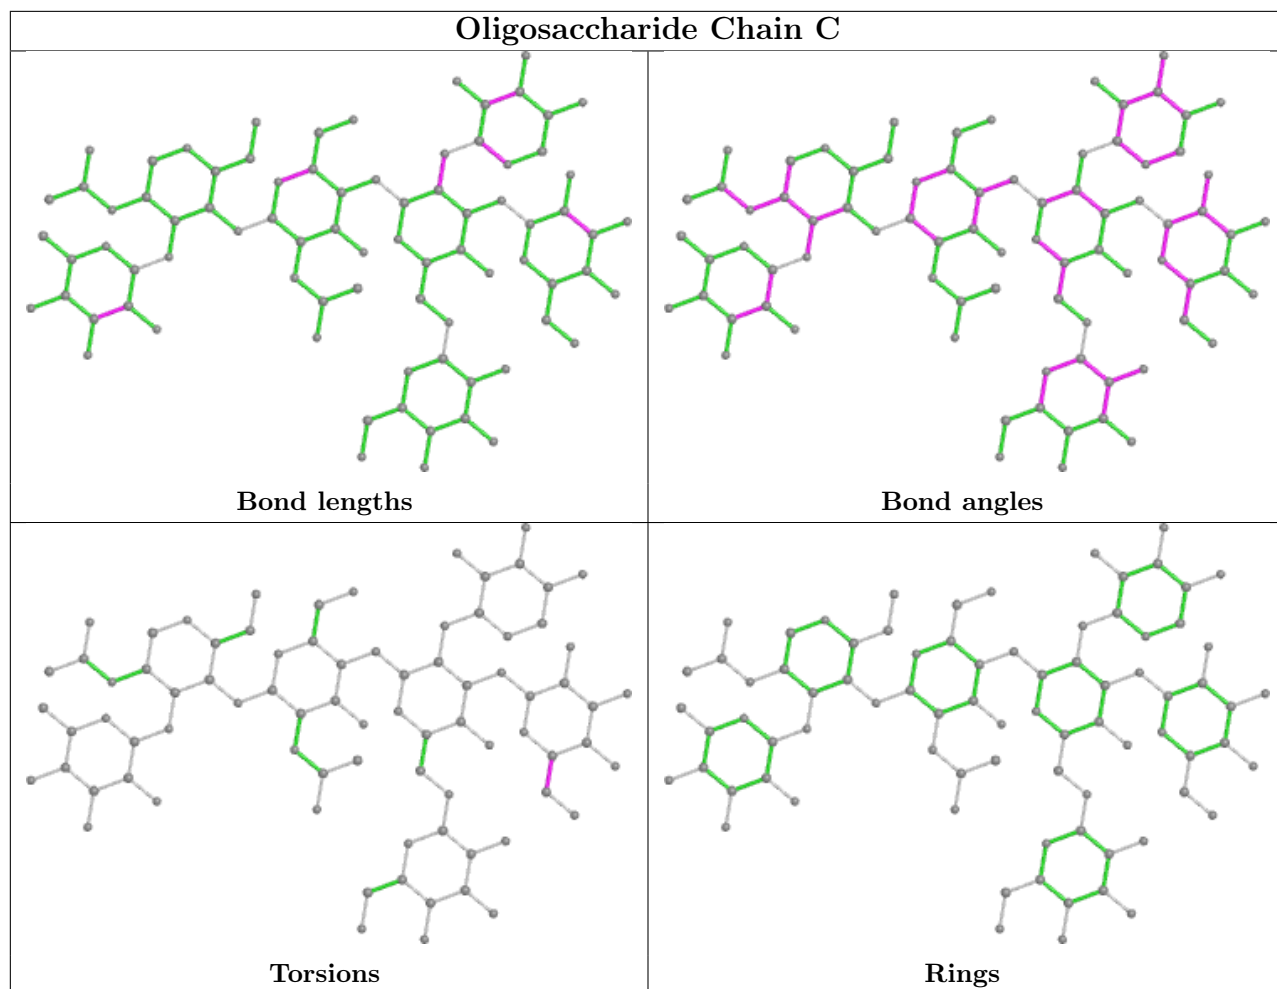 Oligosaccharide Chain C
Bond lengths
Bond angles
Torsions
Rings